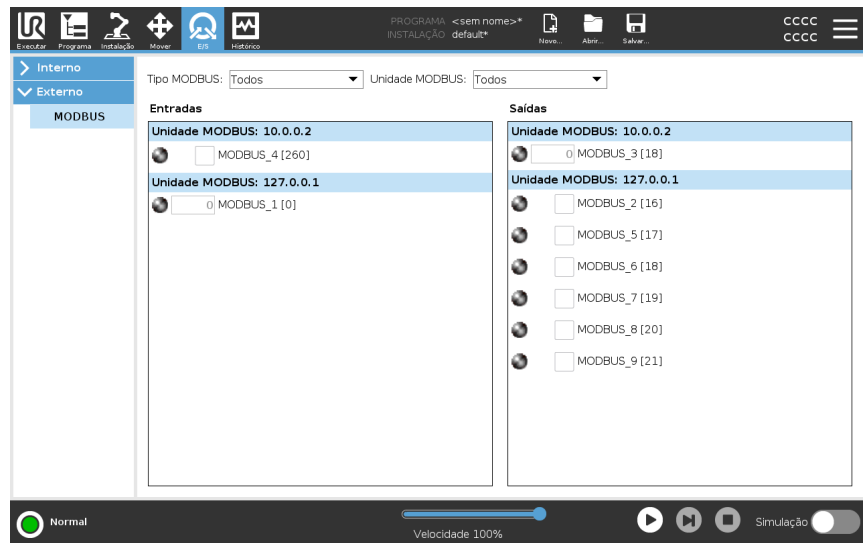 UR
PROGRAMA <sem nome>*
INSTALAÇÃO default*
Executar Programa Instalação Mover E/S Histórico
Novo... Abrir... Salvar...
CCCC
CCCC
Interno
Externo
MODBUS
Tipo MODBUS: Todos Unidade MODBUS: Todos
Entradas
Unidade MODBUS: 10.0.0.2
MODBUS_4 [260]
Unidade MODBUS: 127.0.0.1
0 MODBUS_1 [0]
Saídas
Unidade MODBUS: 10.0.0.2
0 MODBUS_3 [18]
Unidade MODBUS: 127.0.0.1
MODBUS_2 [16]
MODBUS_5 [17]
MODBUS_6 [18]
MODBUS_7 [19]
MODBUS_8 [20]
MODBUS_9 [21]
Normal
Velocidade 100%
Simulação